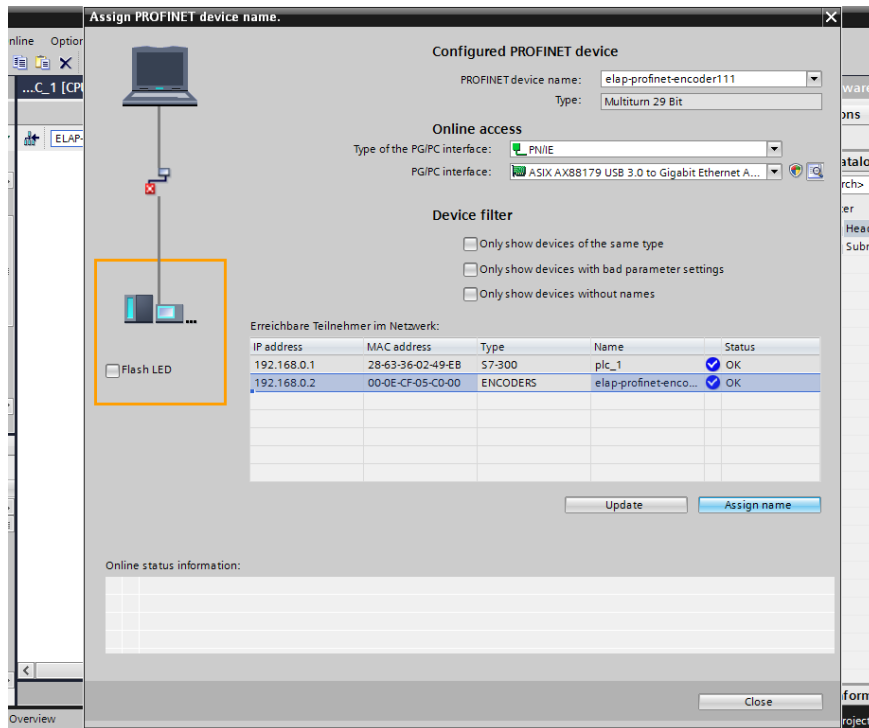 Assign PROFINET device name.
nline Option
...C_1 [CPU
ELAP-
Configured PROFINET device
PROFINET device name: elap-profinet-encoder111
Type: Multiturn 29 Bit
Online access
Type of the PG/PC interface: PN/IE
PG/PC interface: ASIX AX88179 USB 3.0 to Gigabit Ethernet A...
Device filter
Only show devices of the same type
Only show devices with bad parameter settings
Only show devices without names
Flash LED
Erreichbare Teilnehmer im Netzwerk:
IP address MAC address Type Name Status
192.168.0.1 28-63-36-02-49-EB S7-300 plc_1 OK
192.168.0.2 00-0E-CF-05-C0-00 ENCODERS elap-profinet-enco... OK
Update Assign name
Online status information:
Close
Overview
ware
ons
atalo
rch>
er
Head
Subn
form
roject